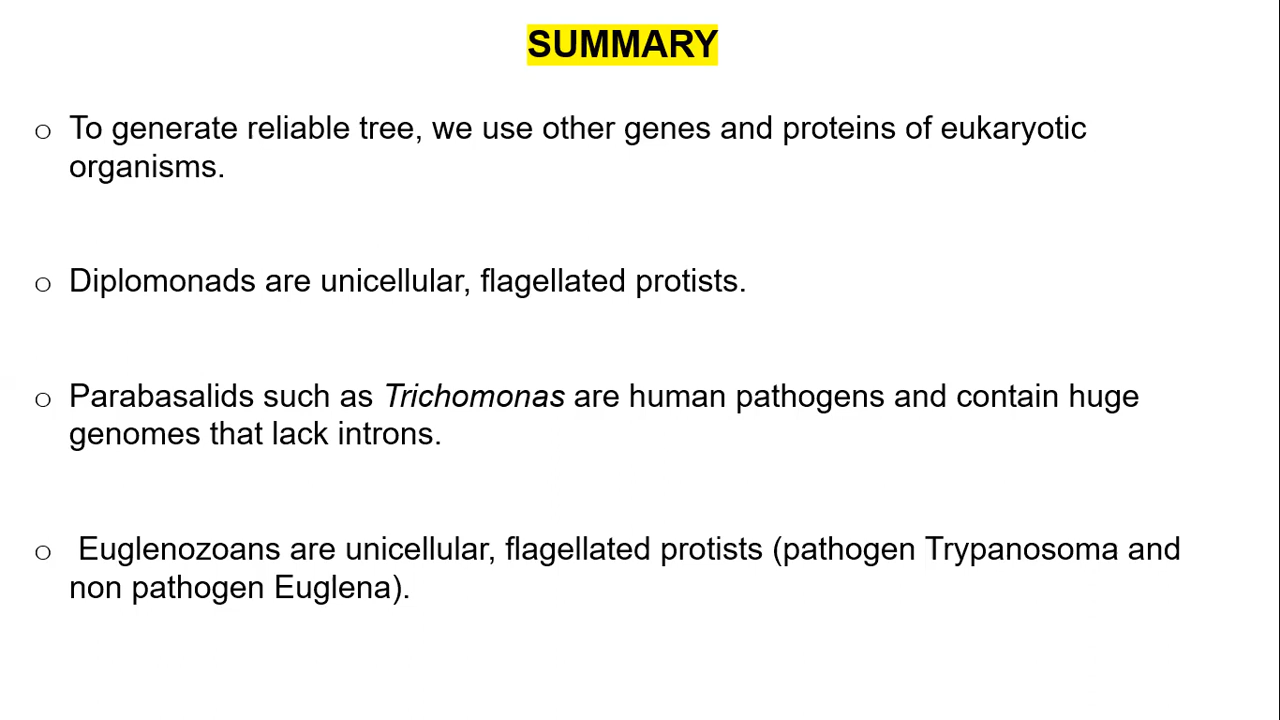 SUMMARY
o To generate reliable tree, we use other genes and proteins of eukaryotic
organisms.
o Diplomonads are unicellular, flagellated protists.
o Parabasalids such as Trichomonas are human pathogens and contain huge
genomes that lack introns.
o Euglenozoans are unicellular, flagellated protists (pathogen Trypanosoma and
non pathogen Euglena).